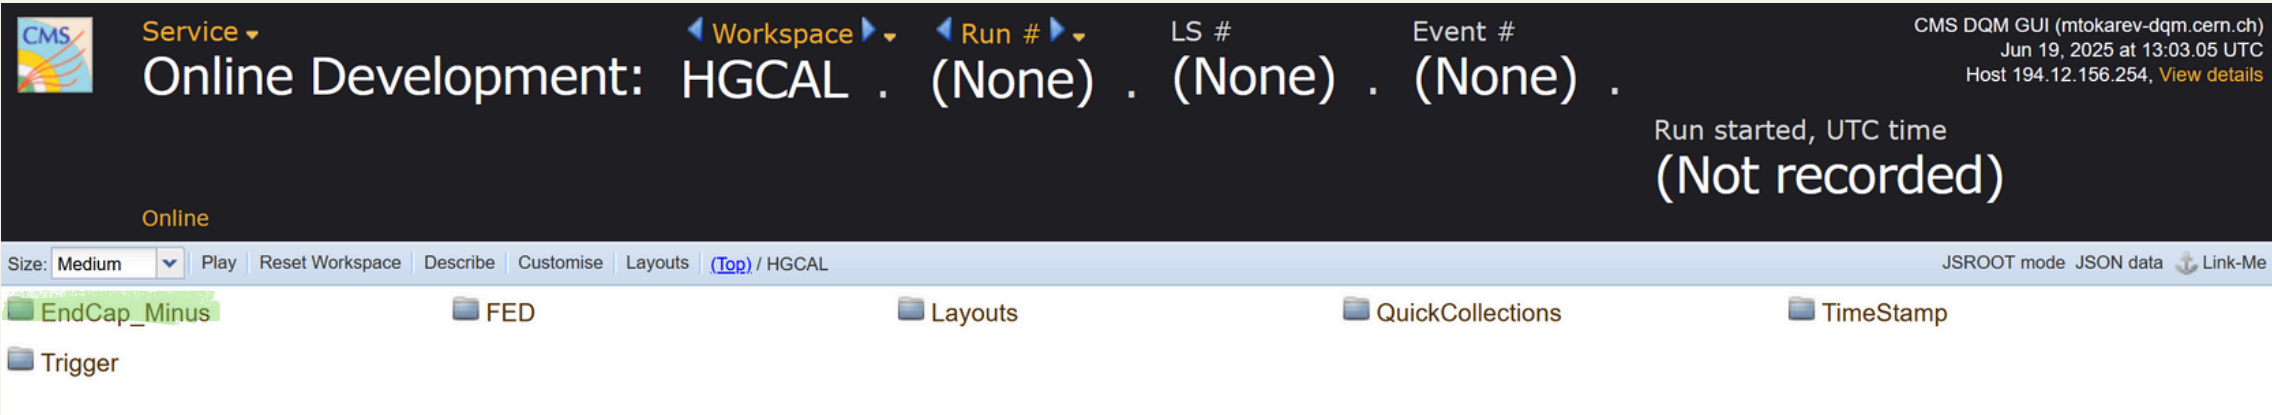 CMS
Service
Online Development:
Workspace
HGCAL .
Run #
(None) .
LS #
(None) .
Event #
(None) .
CMS DQM GUI (mtokarev-dqm.cern.ch)
Jun 19, 2025 at 13:03.05 UTC
Host 194.12.156.254, View details
Run started, UTC time
(Not recorded)
Online
Size: Medium Play Reset Workspace Describe Customise Layouts (Top) / HGCAL JSROOT mode JSON data Link-Me
EndCap_Minus FED Layouts QuickCollections TimeStamp
Trigger